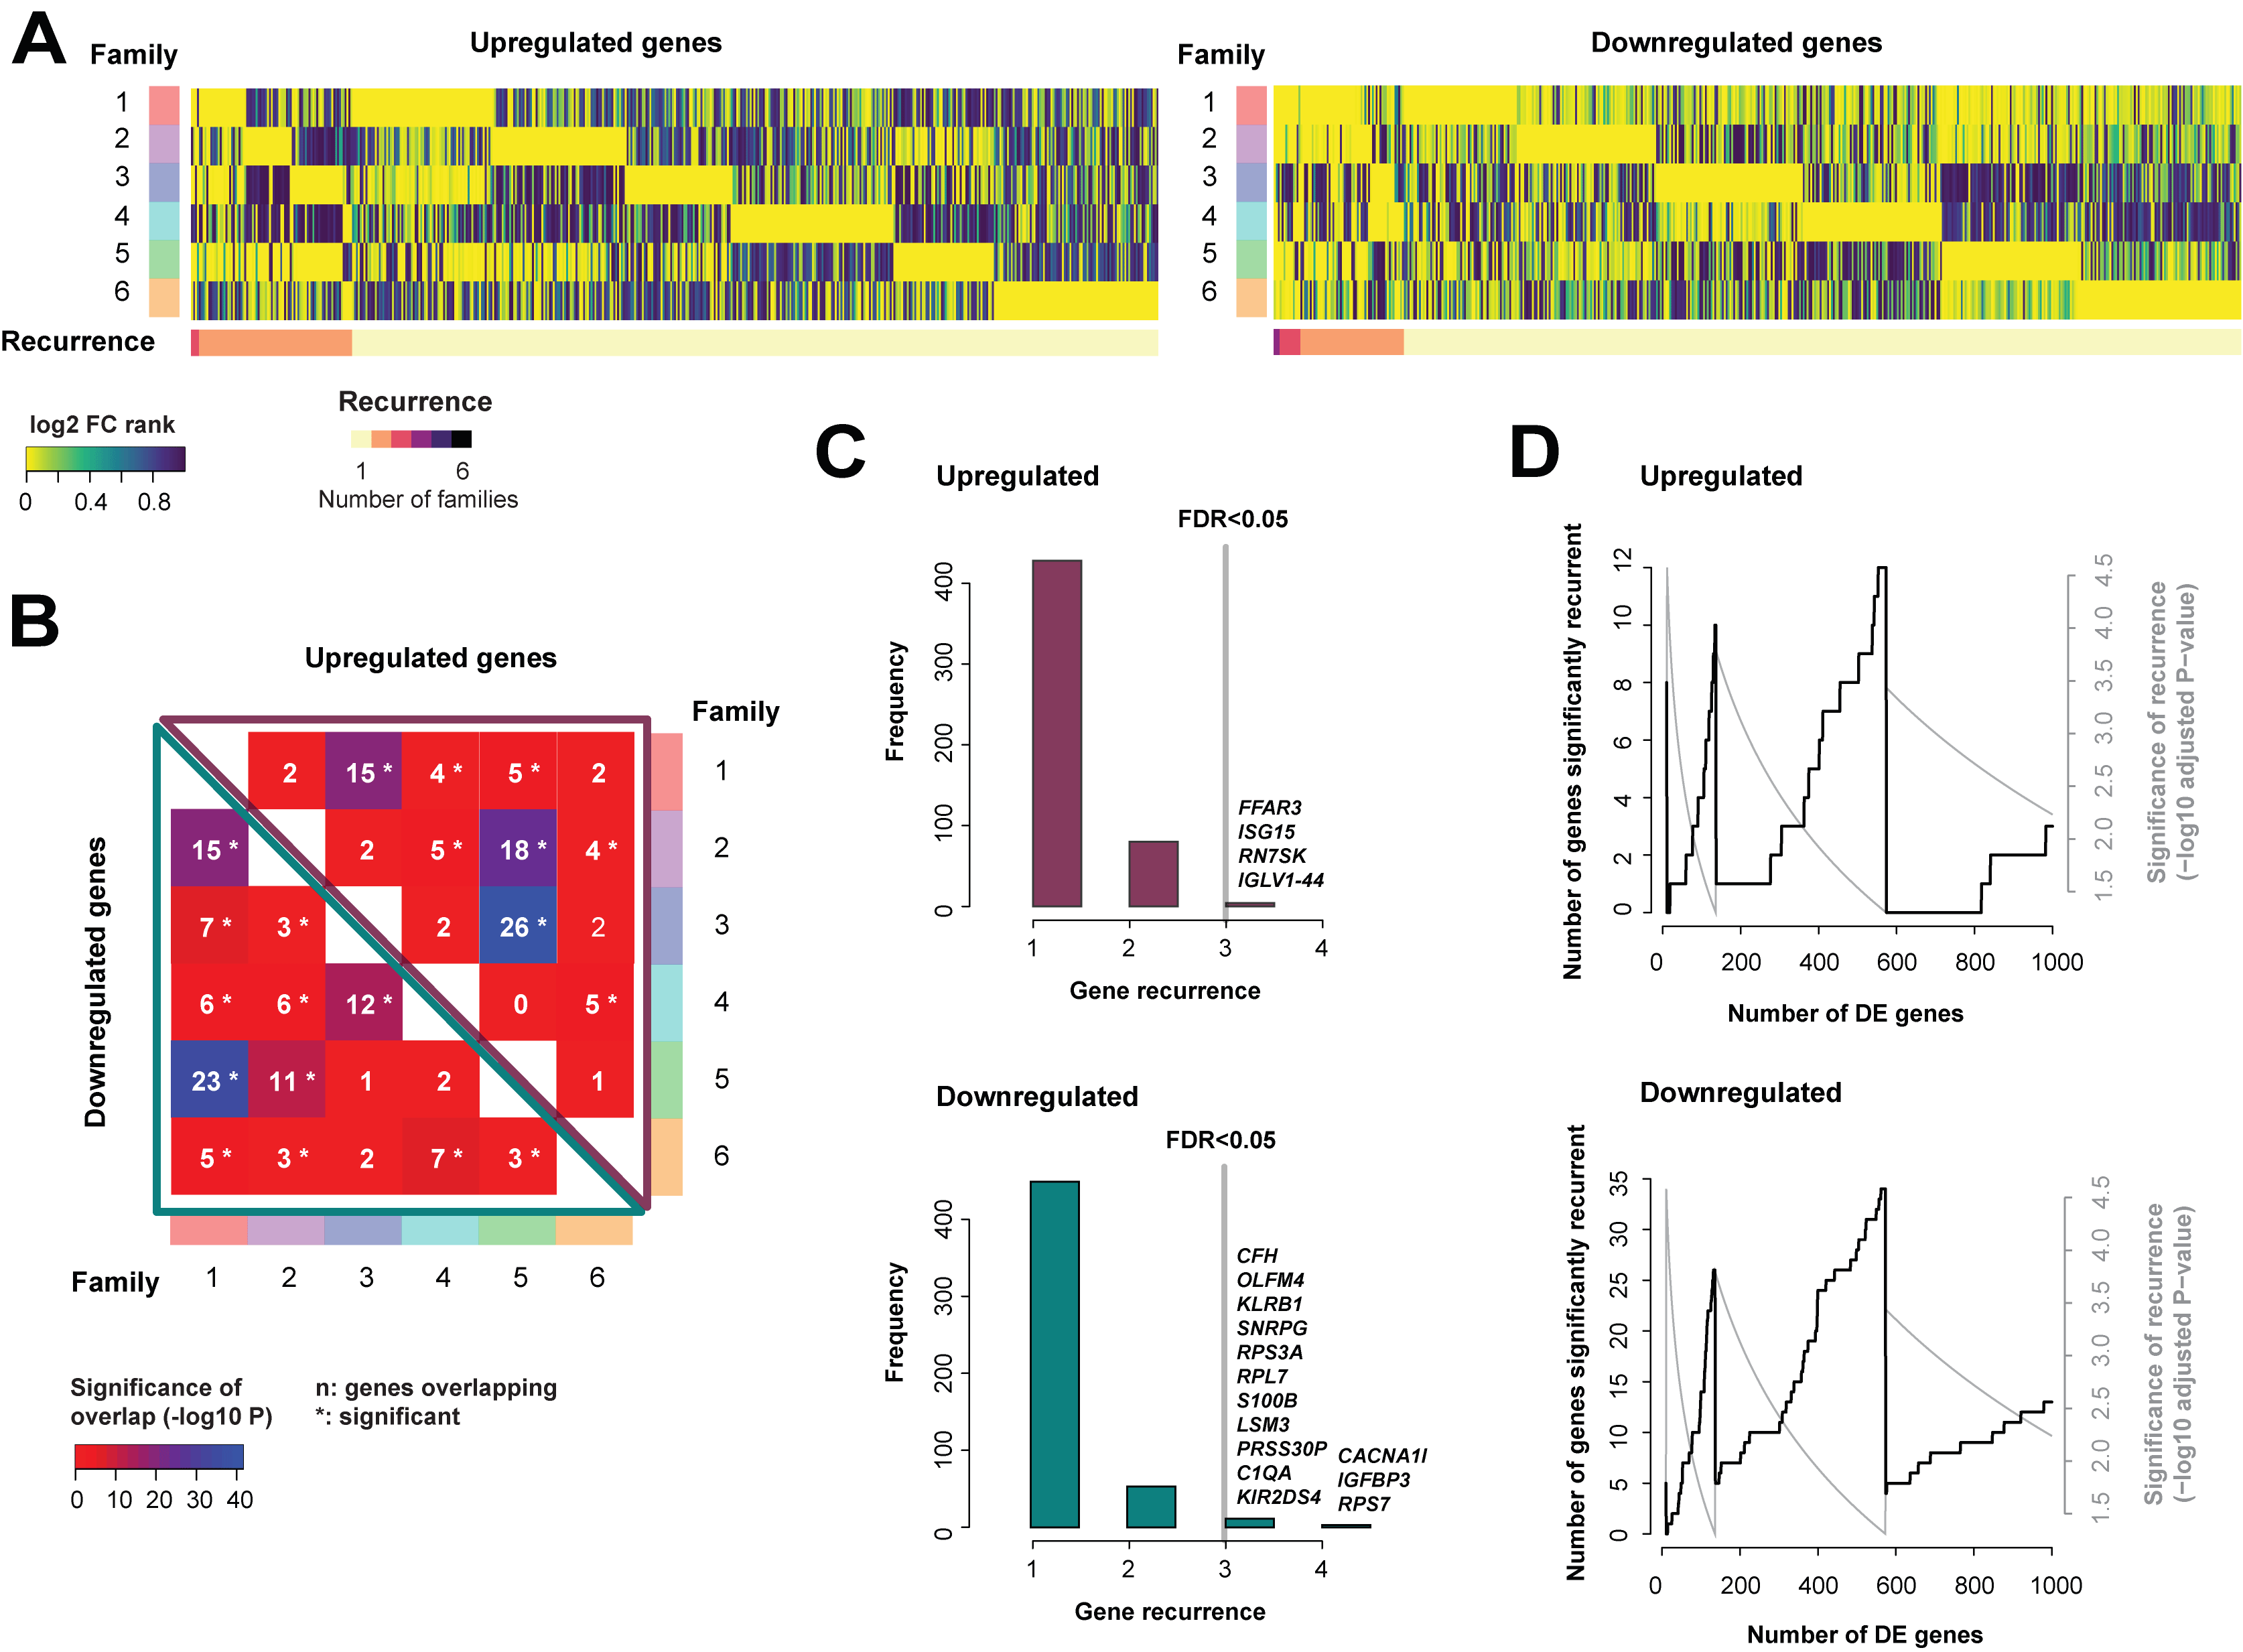 A
Family
Upregulated genes
1
2
3
4
5
6
Recurrence
Family
Downregulated genes
1
2
3
4
5
6
log2 FC rank
0 0.4 0.8
Recurrence
1 6
Number of families
B
Upregulated genes
Family
Downregulated genes
2 15 * 4 * 5 * 2 1
15 * 2 5 * 18 * 4 * 2
7 * 3 * 2 26 * 2 3
6 * 6 * 12 * 0 5 * 4
23 * 11 * 1 2 1 5
5 * 3 * 2 7 * 3 * 6
Family 1 2 3 4 5 6
Significance of
overlap (-log10 P)
0 10 20 30 40
n: genes overlapping
*: significant
C
Upregulated
FDR<0.05
Frequency
400
300
200
100
0
FFAR3
ISG15
RN7SK
IGLV1-44
1 2 3 4
Gene recurrence
Downregulated
FDR<0.05
Frequency
400
300
200
100
0
CFH
OLFM4
KLRB1
SNRPG
RPS3A
RPL7
S100B
LSM3
PRSS30P
C1QA
KIR2DS4
CACNA1I
IGFBP3
RPS7
1 2 3 4
Gene recurrence
D
Upregulated
Number of genes significantly recurrent
12
10
8
6
4
2
0
4.5
4.0
3.5
3.0
2.5
2.0
1.5
Significance of recurrence
(−log10 adjusted P−value)
0 200 400 600 800 1000
Number of DE genes
Downregulated
Number of genes significantly recurrent
35
30
25
20
15
10
5
0
4.5
4.0
3.5
3.0
2.5
2.0
1.5
Significance of recurrence
(−log10 adjusted P−value)
0 200 400 600 800 1000
Number of DE genes